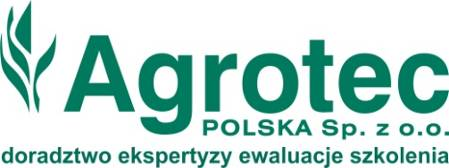 Agrotec
POLSKA Sp. z o.o.
doradztwo ekspertyzy ewaluacje szkolenia